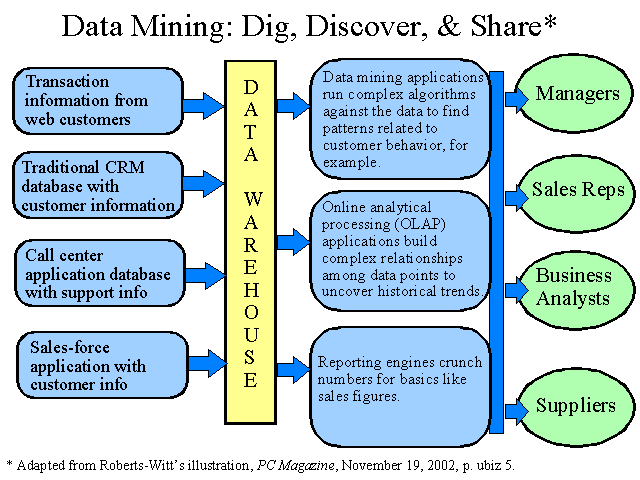 Data Mining: Dig, Discover, & Share*
Transaction
information from
web customers
Traditional CRM
database with
customer information
Call center
application database
with support info
Sales-force
application with
customer info
DATA WAREHOUSE
Data mining applications
run complex algorithms
against the data to find
patterns related to
customer behavior, for
example.
Online analytical
processing (OLAP)
applications build
complex relationships
among data points to
uncover historical trends
Reporting engines crunch
numbers for basics like
sales figures.
Managers
Sales Reps
Business
Analysts
Suppliers
* Adapted from Roberts-Witt's illustration, PC Magazine, November 19, 2002, p. ubiz 5.